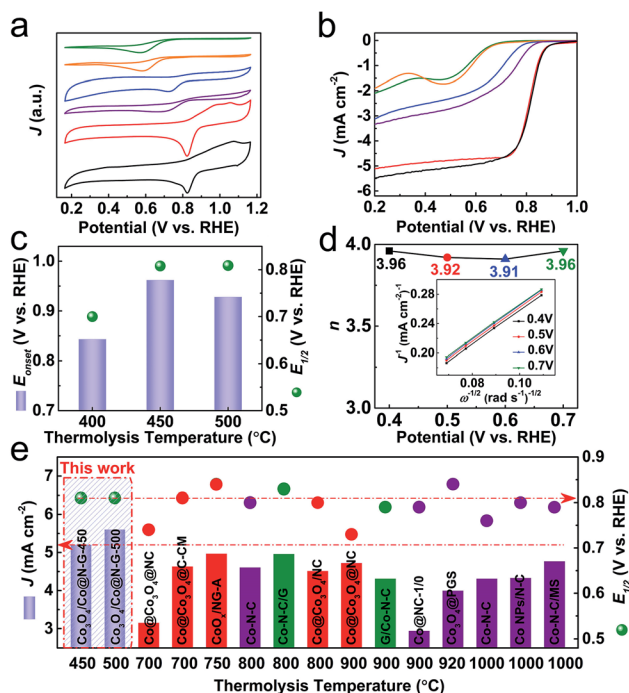 a
J (a.u.)
0.2 0.4 0.6 0.8 1.0 1.2
Potential (V vs. RHE)
b
J (mA cm⁻²)
0
-1
-2
-3
-4
-5
-6
0.2 0.4 0.6 0.8 1.0
Potential (V vs. RHE)
c
E_onset (V vs. RHE)
1.0
0.9
0.8
0.7
E_1/2 (V vs. RHE)
0.8
0.7
0.6
0.5
400 450 500
Thermolysis Temperature (°C)
d
n
4.0
3.5
3.0
3.96 3.92 3.91 3.96
J⁻¹ (mA cm⁻²)⁻¹
0.28
0.24
0.20
0.08 0.10
ω⁻¹/² (rad s⁻¹)⁻¹/²
0.4V
0.5V
0.6V
0.7V
0.4 0.5 0.6 0.7
Potential (V vs. RHE)
e
This work
J (mA cm⁻²)
7
6
5
4
3
E_1/2 (V vs. RHE)
0.9
0.8
0.7
0.6
0.5
Co₃O₄/Co@N-G-450
Co₃O₄/Co@N-G-500
Co@Co₃O₄@NC
Co@Co₃O₄@C-CM
CoOₓ/NG-A
Co-N-C
Co-N-C/G
Co@Co₃O₄/NC
Co@Co₃O₄@NC
G/Co-N-C
Co@NC-1/0
Co₃O₄@PGS
Co-N-C
Co NPs/N-C
Co-N-C/MS
450 500 700 700 750 800 800 800 900 900 900 920 1000 1000 1000
Thermolysis Temperature (°C)